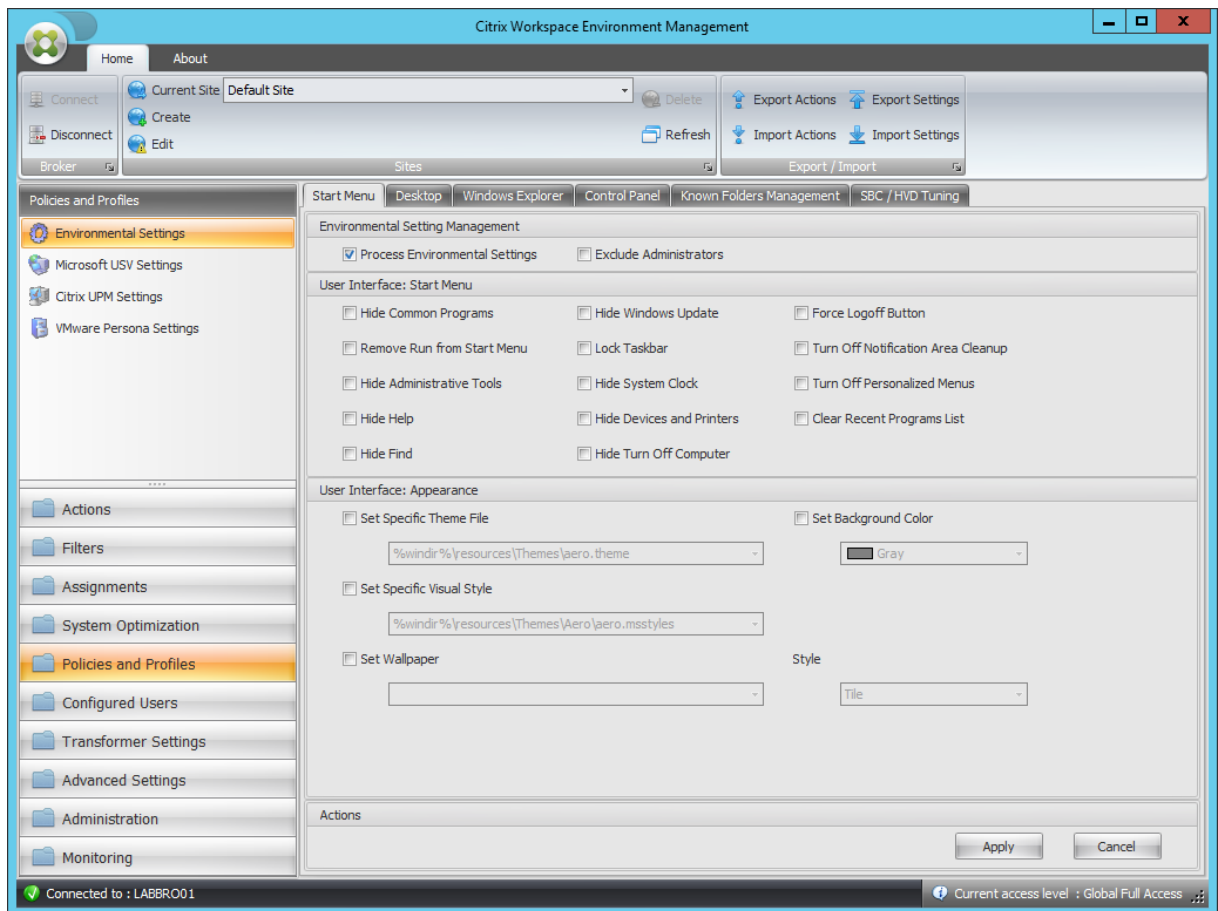 Citrix Workspace Environment Management
Home About
Connect
Disconnect
Broker
Current Site Default Site
Create
Edit
Delete
Refresh
Sites
Export Actions Export Settings
Import Actions Import Settings
Export / Import
Policies and Profiles
Environmental Settings
Microsoft USV Settings
Citrix UPM Settings
VMware Persona Settings
Actions
Filters
Assignments
System Optimization
Policies and Profiles
Configured Users
Transformer Settings
Advanced Settings
Administration
Monitoring
Start Menu Desktop Windows Explorer Control Panel Known Folders Management SBC / HVD Tuning
Environmental Setting Management
Process Environmental Settings Exclude Administrators
User Interface: Start Menu
Hide Common Programs Hide Windows Update Force Logoff Button
Remove Run from Start Menu Lock Taskbar Turn Off Notification Area Cleanup
Hide Administrative Tools Hide System Clock Turn Off Personalized Menus
Hide Help Hide Devices and Printers Clear Recent Programs List
Hide Find Hide Turn Off Computer
User Interface: Appearance
Set Specific Theme File Set Background Color
%windir%\resources\Themes\aero.theme Gray
Set Specific Visual Style
%windir%\resources\Themes\Aero\aero.msstyles
Set Wallpaper Style
Tile
Actions
Apply Cancel
Connected to : LABBRO01 Current access level : Global Full Access